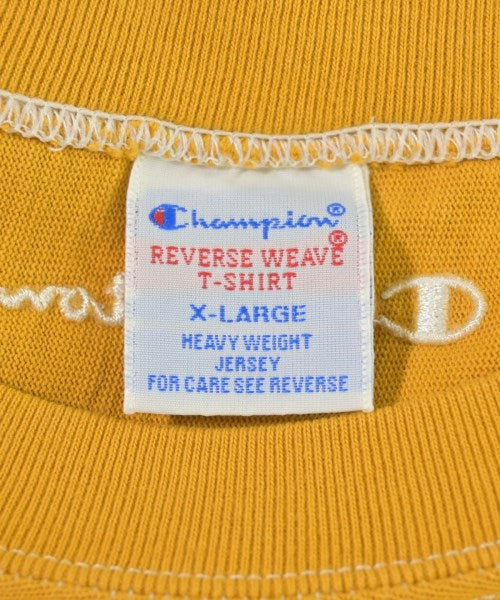 Champion®
REVERSE WEAVE®
T-SHIRT
X-LARGE
HEAVY WEIGHT
JERSEY
FOR CARE SEE REVERSE